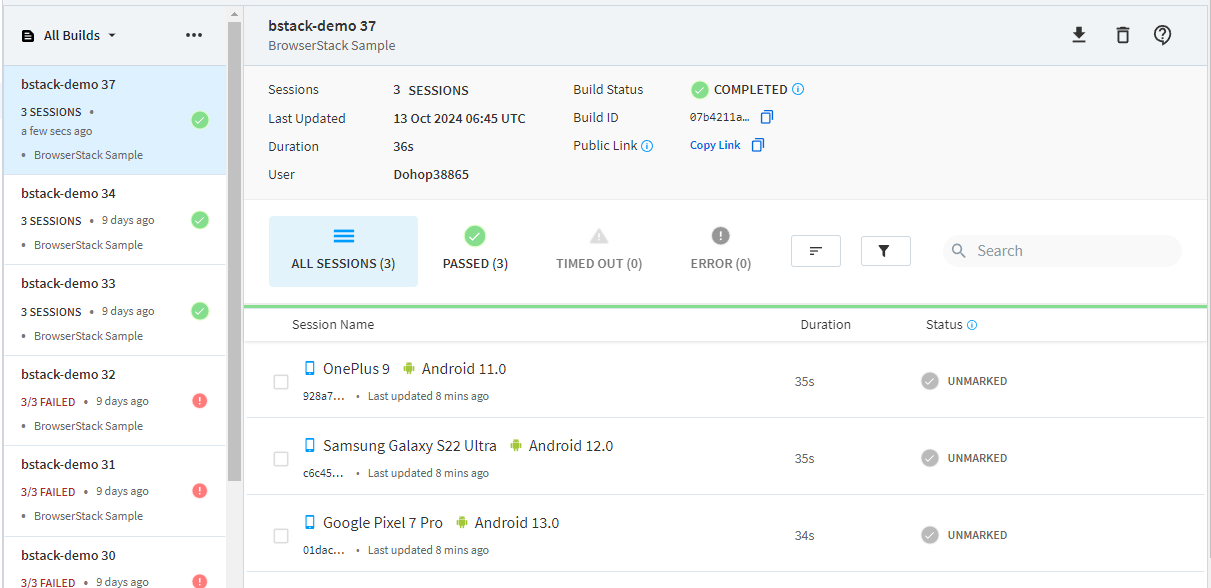 All Builds
bstack-demo 37
3 SESSIONS •
a few secs ago
• BrowserStack Sample
bstack-demo 34
3 SESSIONS • 9 days ago
• BrowserStack Sample
bstack-demo 33
3 SESSIONS • 9 days ago
• BrowserStack Sample
bstack-demo 32
3/3 FAILED • 9 days ago
• BrowserStack Sample
bstack-demo 31
3/3 FAILED • 9 days ago
• BrowserStack Sample
bstack-demo 30
3/3 FAILED • 9 days ago
bstack-demo 37
BrowserStack Sample
Sessions 3 SESSIONS
Last Updated 13 Oct 2024 06:45 UTC
Duration 36s
User Dohop38865
Build Status COMPLETED
Build ID 07b4211a…
Public Link Copy Link
ALL SESSIONS (3) PASSED (3) TIMED OUT (0) ERROR (0) Search
Session Name Duration Status
OnePlus 9 Android 11.0
928a7… • Last updated 8 mins ago
35s UNMARKED
Samsung Galaxy S22 Ultra Android 12.0
c6c45… • Last updated 8 mins ago
35s UNMARKED
Google Pixel 7 Pro Android 13.0
01dac… • Last updated 8 mins ago
34s UNMARKED